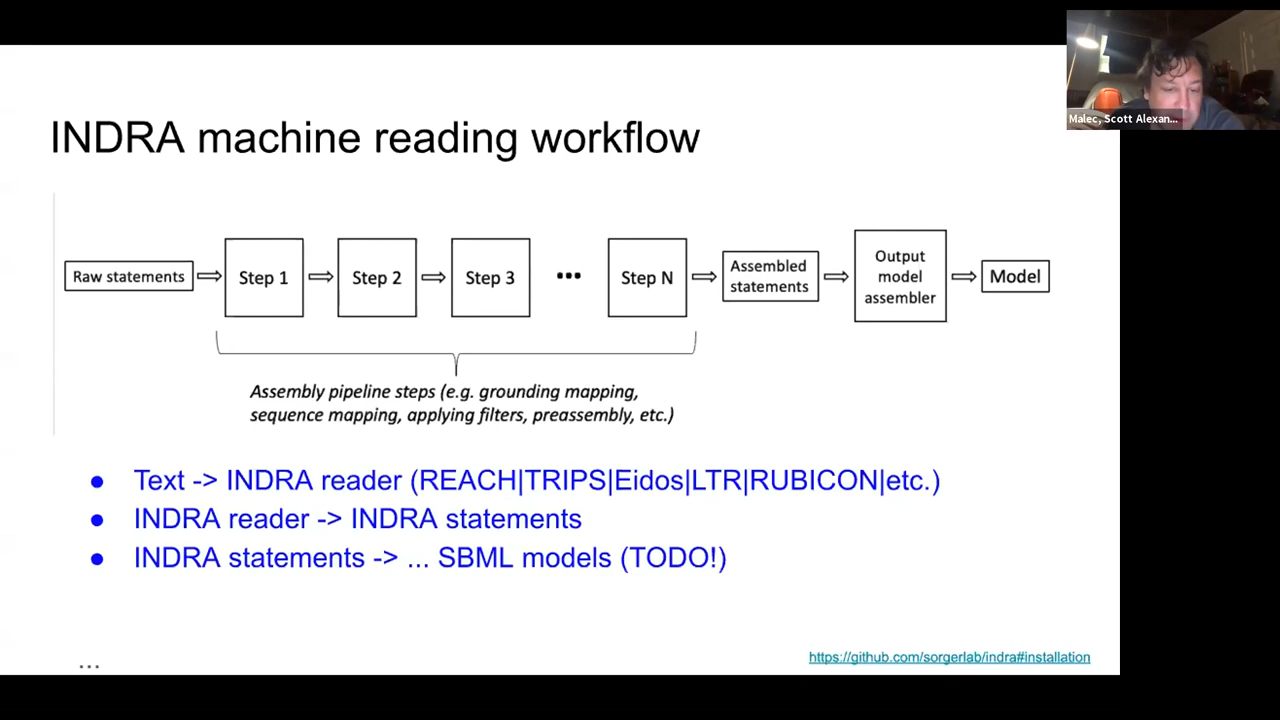 Malec, Scott Alexan...
INDRA machine reading workflow
Raw statements
Step 1
Step 2
Step 3
...
Step N
Assembled
statements
Output
model
assembler
Model
Assembly pipeline steps (e.g. grounding mapping,
sequence mapping, applying filters, preassembly, etc.)
● Text -> INDRA reader (REACH|TRIPS|Eidos|LTR|RUBICON|etc.)
● INDRA reader -> INDRA statements
● INDRA statements -> ... SBML models (TODO!)
...
https://github.com/sorgerlab/indra#installation